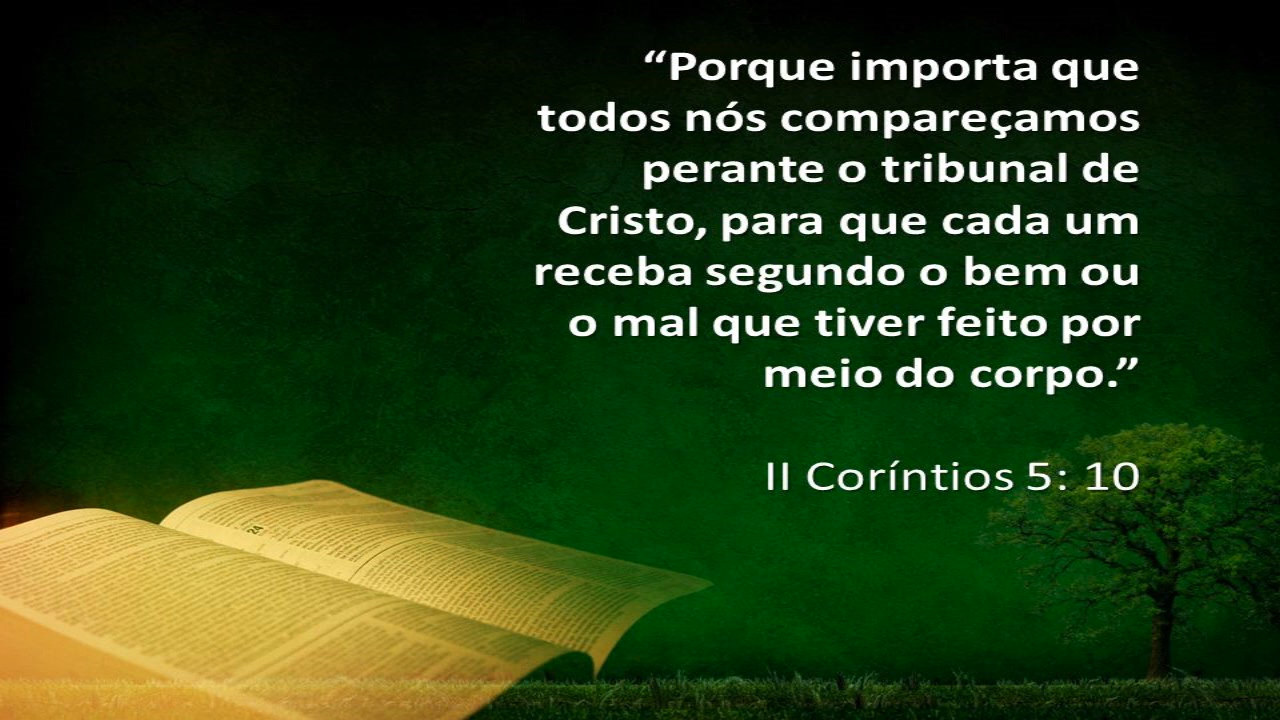 “Porque importa que
todos nós compareçamos
perante o tribunal de
Cristo, para que cada um
receba segundo o bem ou
o mal que tiver feito por
meio do corpo.”
II Coríntios 5: 10
24